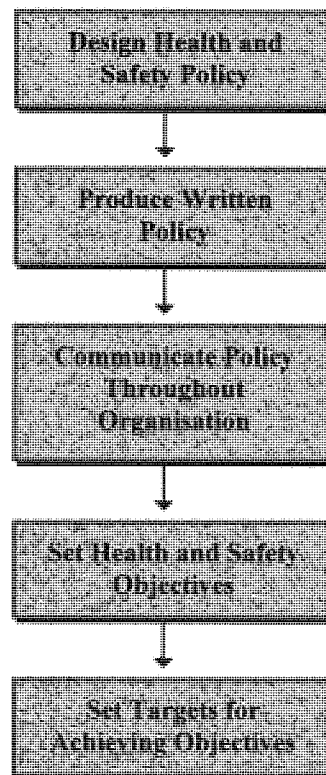 Design Health and
Safety Policy
Produce Written
Policy
Communicate Policy
Throughout
Organisation
Set Health and Safety
Objectives
Set Targets for
Achieving Objectives